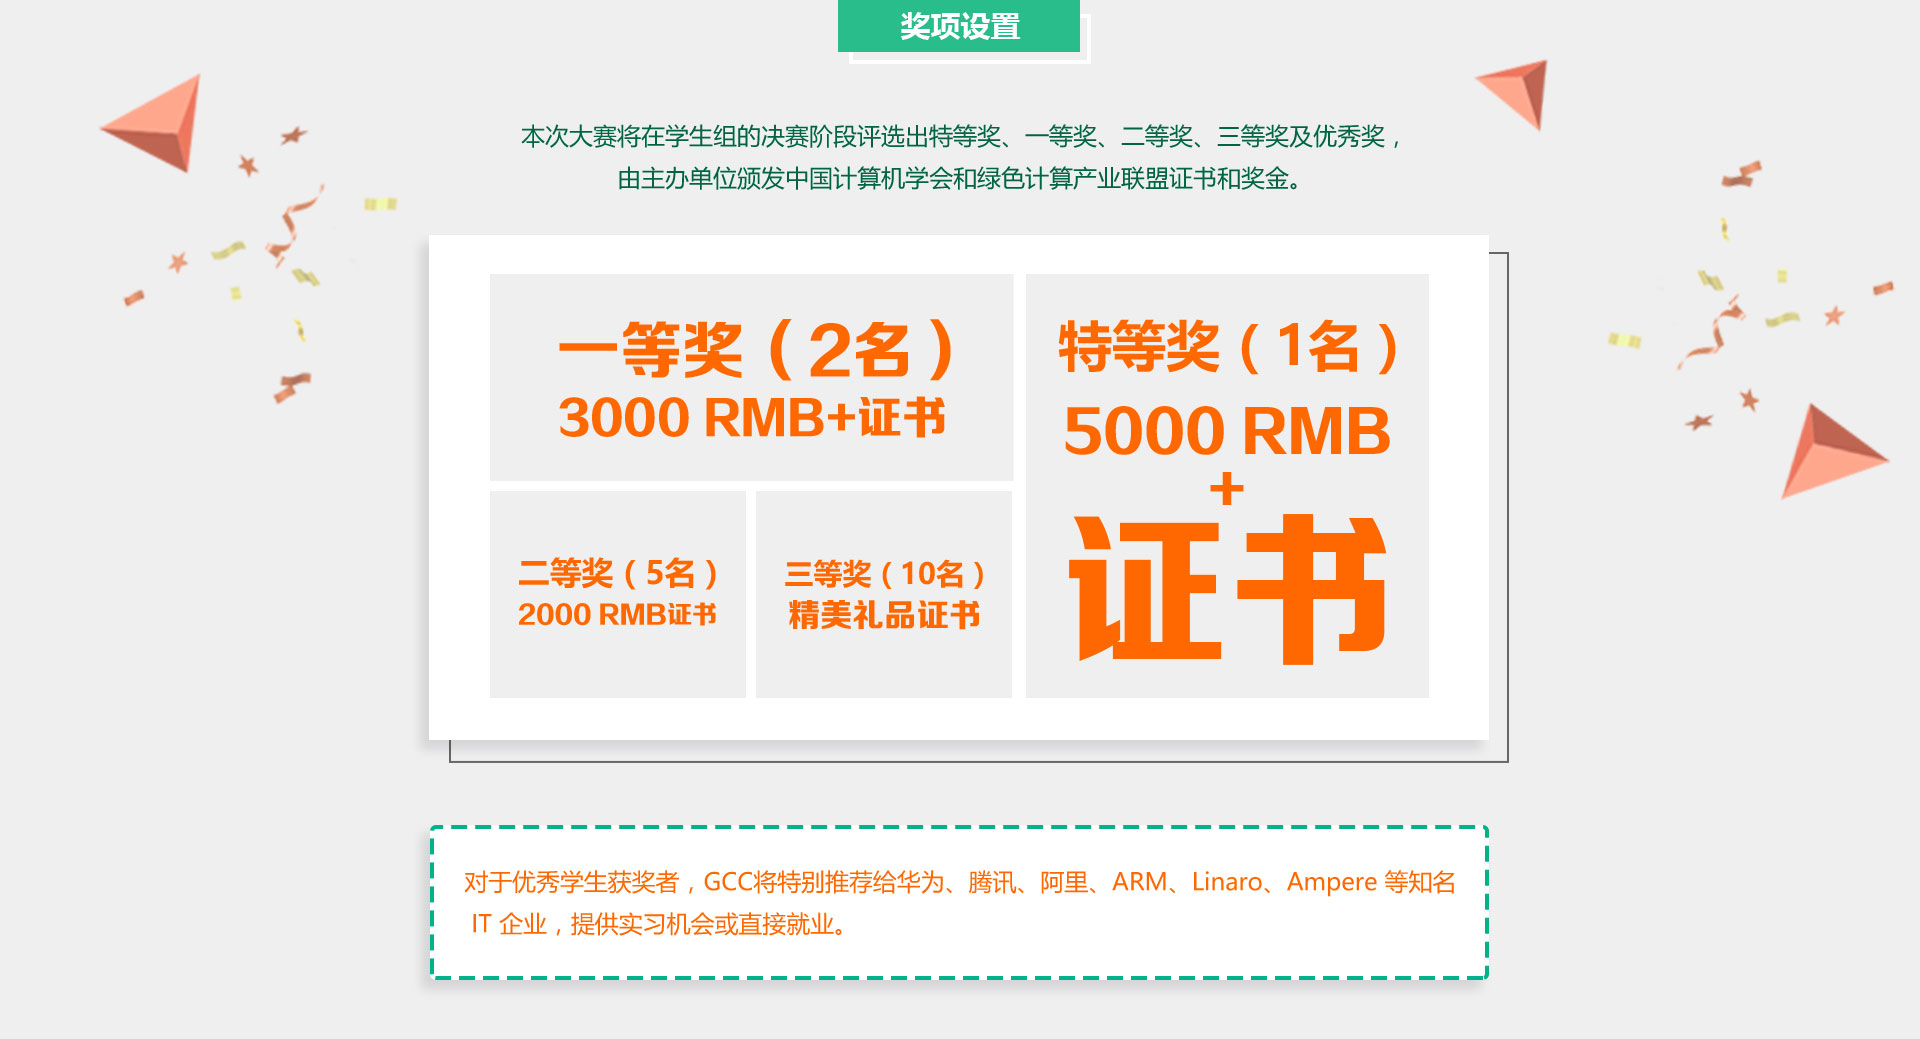 奖项设置
本次大赛将在学生组的决赛阶段评选出特等奖、一等奖、二等奖、三等奖及优秀奖，
由主办单位颁发中国计算机学会和绿色计算产业联盟证书和奖金。
一等奖（2名）
3000 RMB+证书
特等奖（1名）
5000 RMB
+
证书
二等奖（5名）
2000 RMB证书
三等奖（10名）
精美礼品证书
对于优秀学生获奖者，GCC将特别推荐给华为、腾讯、阿里、ARM、Linaro、Ampere 等知名
IT 企业，提供实习机会或直接就业。